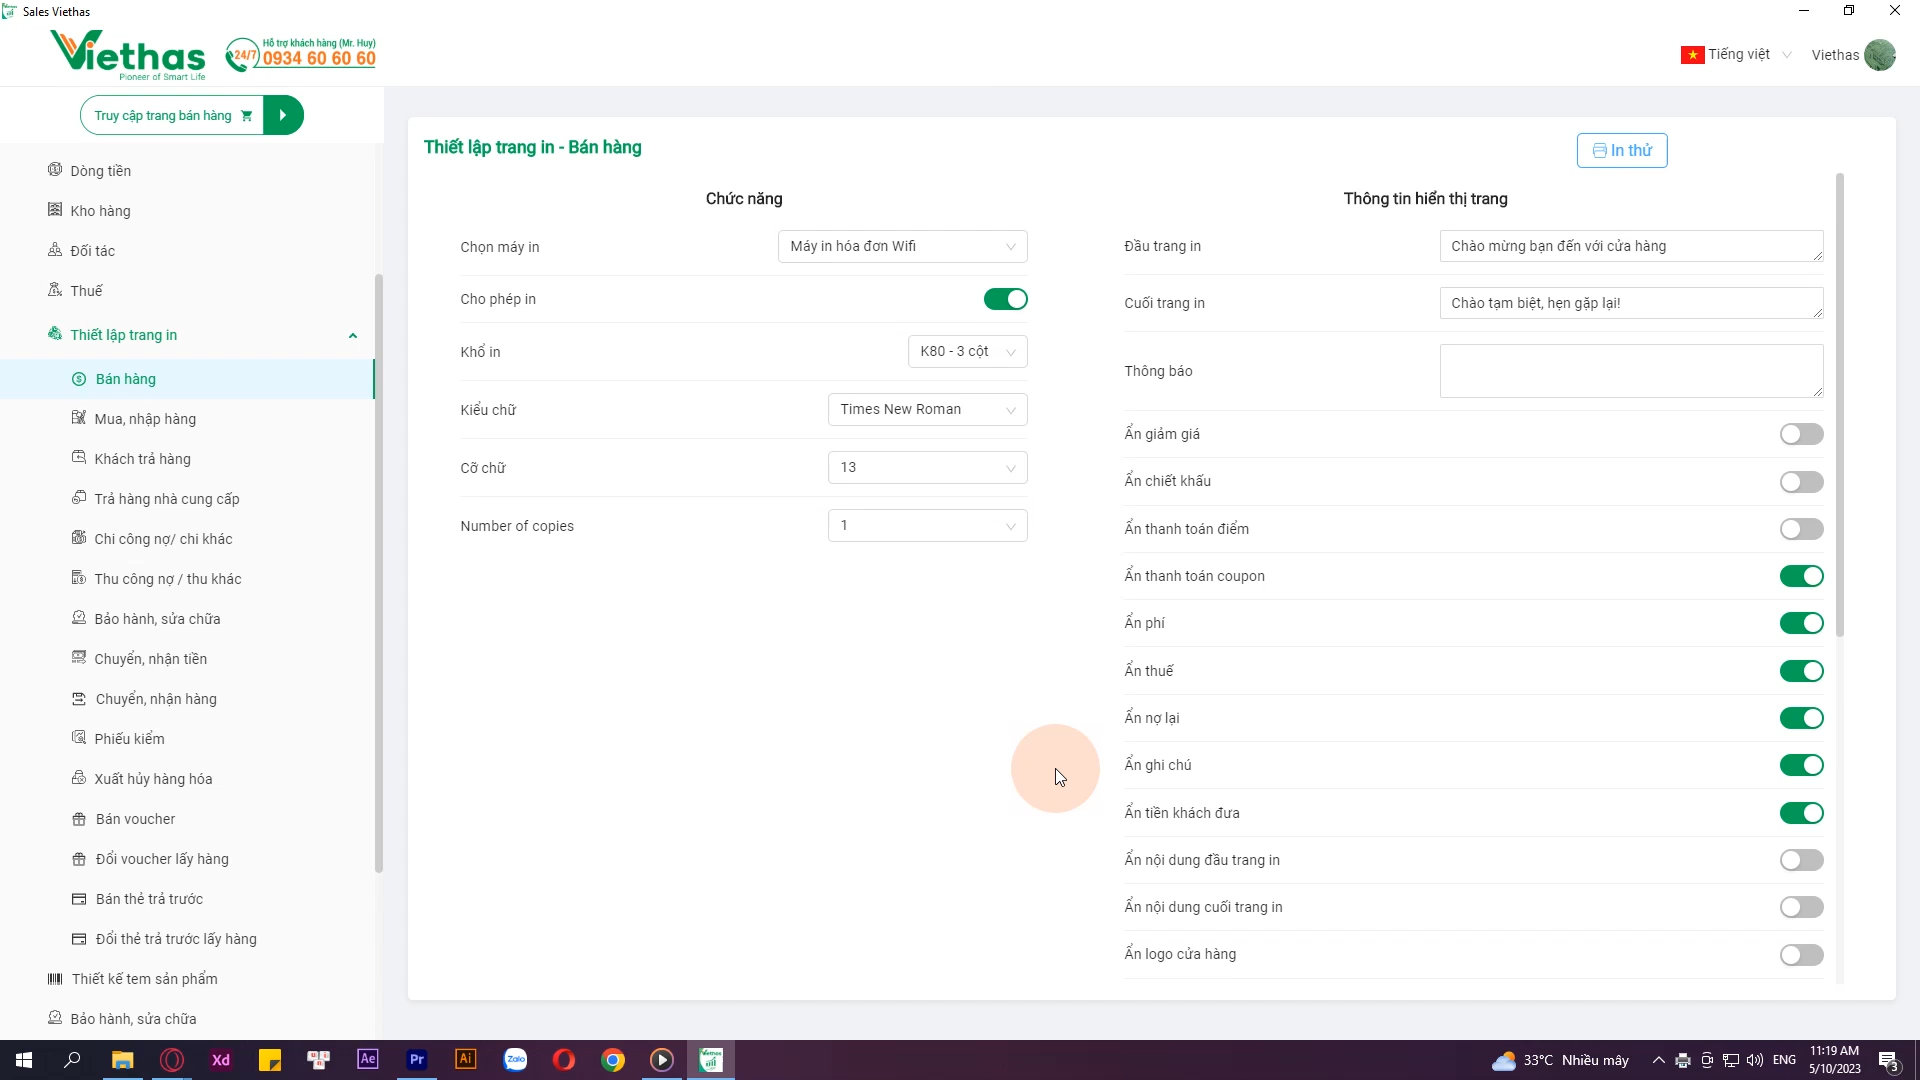 Sales Viethas
Viethas
Pioneer of Smart Life
24/7
Hỗ trợ khách hàng (Mr. Huy)
0934 60 60 60
Tiếng việt
Viethas
Truy cập trang bán hàng
Dòng tiền
Kho hàng
Đối tác
Thuế
Thiết lập trang in
Bán hàng
Mua, nhập hàng
Khách trả hàng
Trả hàng nhà cung cấp
Chi công nợ/ chi khác
Thu công nợ / thu khác
Bảo hành, sửa chữa
Chuyển, nhận tiền
Chuyển, nhận hàng
Phiếu kiểm
Xuất hủy hàng hóa
Bán voucher
Đổi voucher lấy hàng
Bán thẻ trả trước
Đổi thẻ trả trước lấy hàng
Thiết kế tem sản phẩm
Bảo hành, sửa chữa
Thiết lập trang in - Bán hàng
In thử
Chức năng
Chọn máy in
Máy in hóa đơn Wifi
Cho phép in
Khổ in
K80 - 3 cột
Kiểu chữ
Times New Roman
Cỡ chữ
13
Number of copies
1
Thông tin hiển thị trang
Đầu trang in
Chào mừng bạn đến với cửa hàng
Cuối trang in
Chào tạm biệt, hẹn gặp lại!
Thông báo
Ẩn giảm giá
Ẩn chiết khấu
Ẩn thanh toán điểm
Ẩn thanh toán coupon
Ẩn phí
Ẩn thuế
Ẩn nợ lại
Ẩn ghi chú
Ẩn tiền khách đưa
Ẩn nội dung đầu trang in
Ẩn nội dung cuối trang in
Ẩn logo cửa hàng
Xd
Ae
Pr
Ai
Zalo
33°C Nhiều mây
ENG
11:19 AM
5/10/2023
3